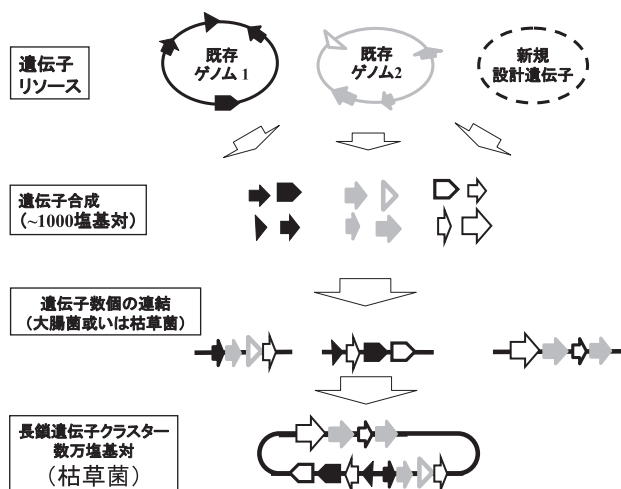 遺伝子
リソース
既存
ゲノム 1
既存
ゲノム2
新規
設計遺伝子
遺伝子合成
(~1000塩基対)
遺伝子数個の連結
(大腸菌或いは枯草菌)
長鎖遺伝子クラスター
数万塩基対
(枯草菌)